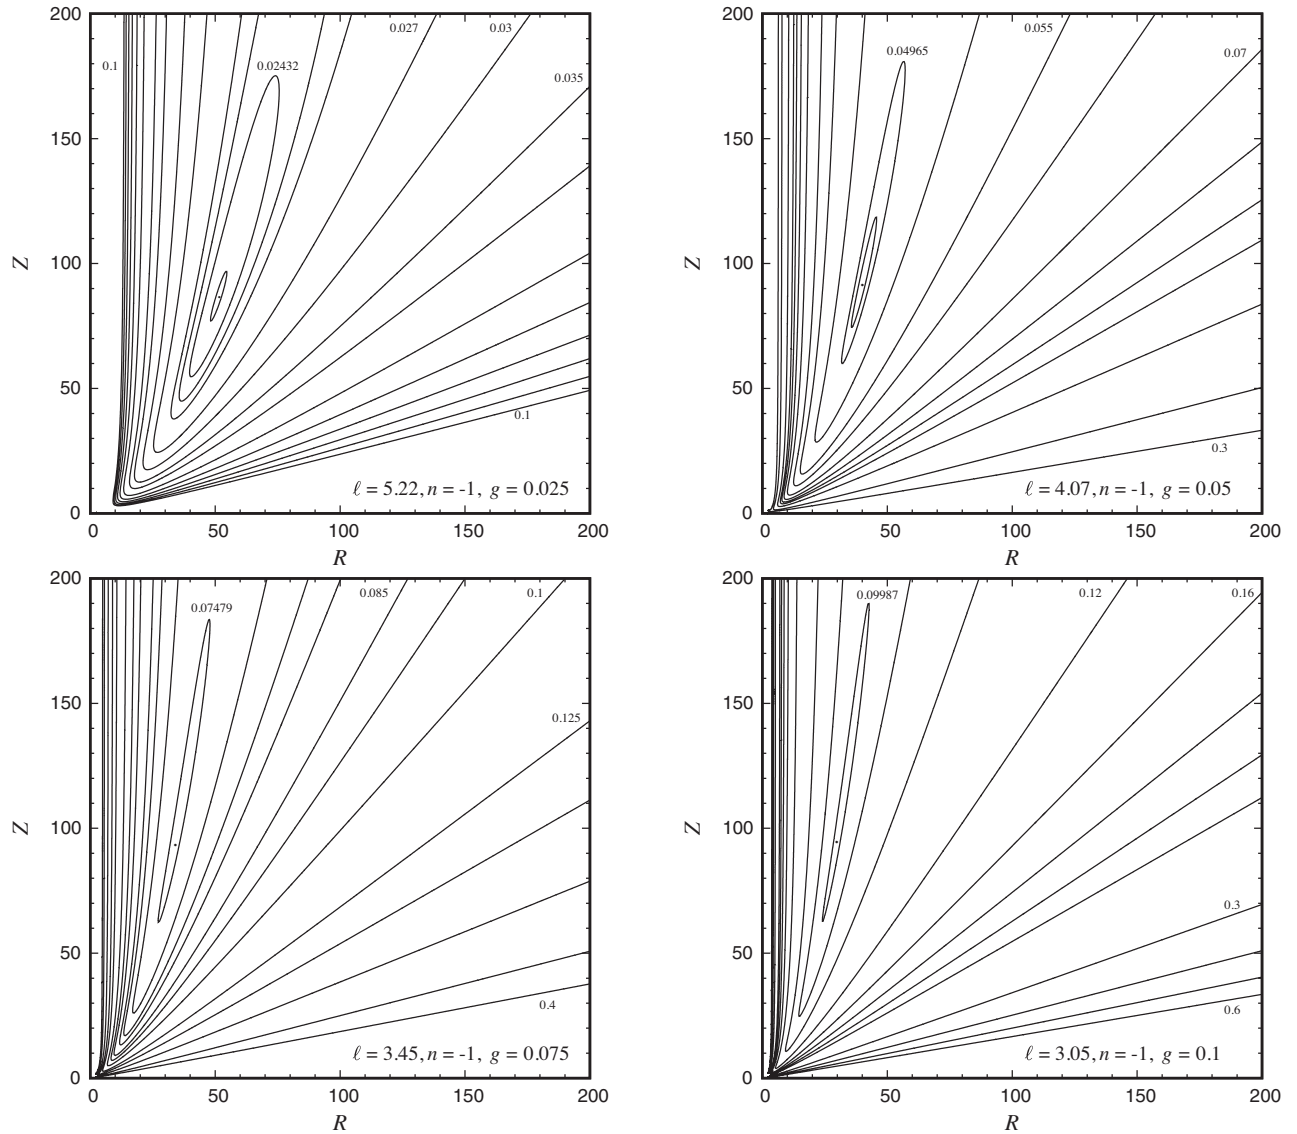 200
150
100
50
0
Z
0.1
0.02432
0.027
0.03
0.035
0.1
ℓ = 5.22, n = -1, g = 0.025
0 50 100 150 200
R
200
150
100
50
0
Z
0.04965
0.055
0.07
0.3
ℓ = 4.07, n = -1, g = 0.05
0 50 100 150 200
R
200
150
100
50
0
Z
0.07479
0.085
0.1
0.125
0.4
ℓ = 3.45, n = -1, g = 0.075
0 50 100 150 200
R
200
150
100
50
0
Z
0.09987
0.12
0.16
0.3
0.6
ℓ = 3.05, n = -1, g = 0.1
0 50 100 150 200
R